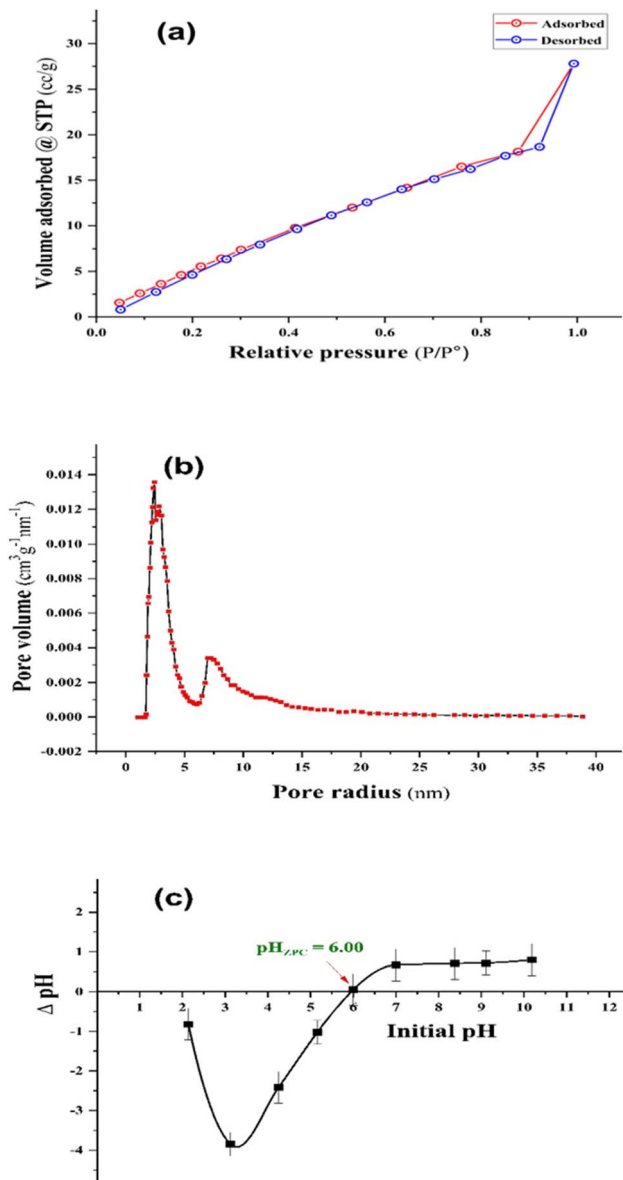 (a)
Adsorbed
Desorbed
30
25
20
15
10
5
0
Volume adsorbed @ STP (cc/g)
0.0 0.2 0.4 0.6 0.8 1.0
Relative pressure (P/P°)
(b)
0.014
0.012
0.010
0.008
0.006
0.004
0.002
0.000
-0.002
Pore volume (cm³g⁻¹nm⁻¹)
0 5 10 15 20 25 30 35 40
Pore radius (nm)
(c)
pH ZPC = 6.00
2
1
0
-1
-2
-3
-4
Δ pH
1 2 3 4 5 6 7 8 9 10 11 12
Initial pH